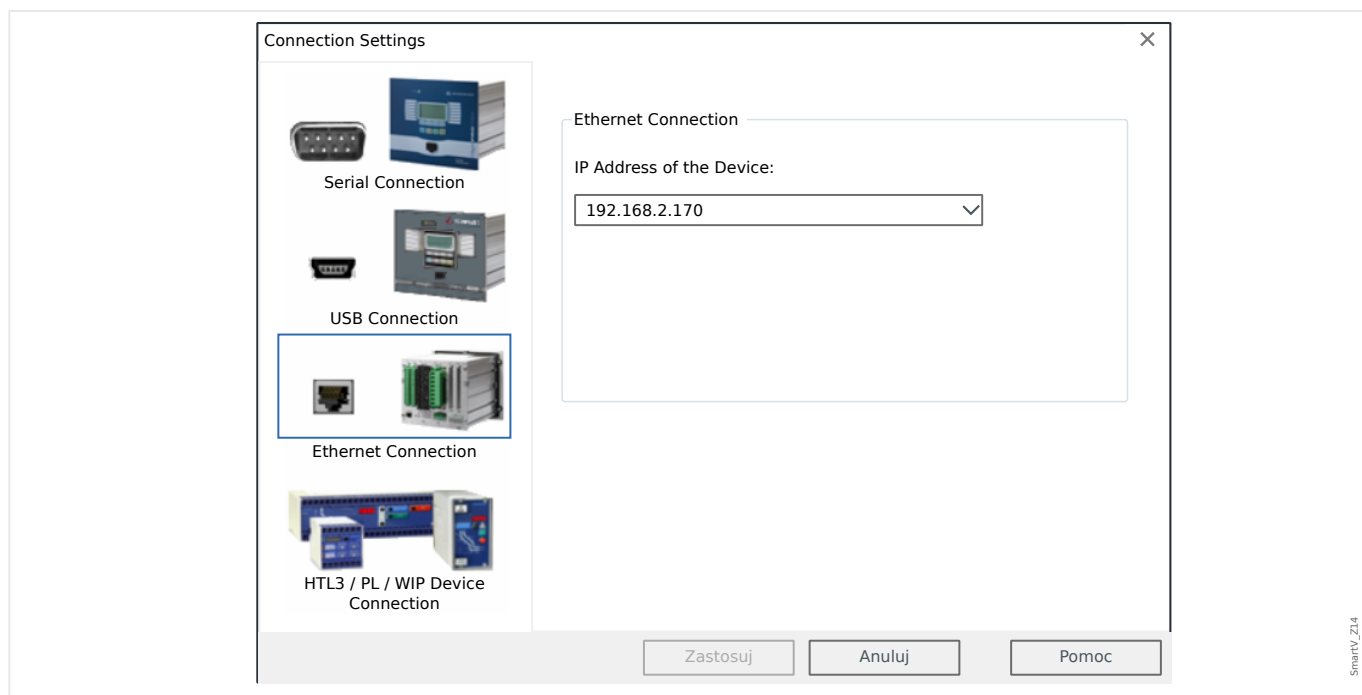 Connection Settings
Serial Connection
USB Connection
Ethernet Connection
HTL3 / PL / WIP Device
Connection
Ethernet Connection
IP Address of the Device:
192.168.2.170
Zastosuj
Anuluj
Pomoc
SmartV_Z14